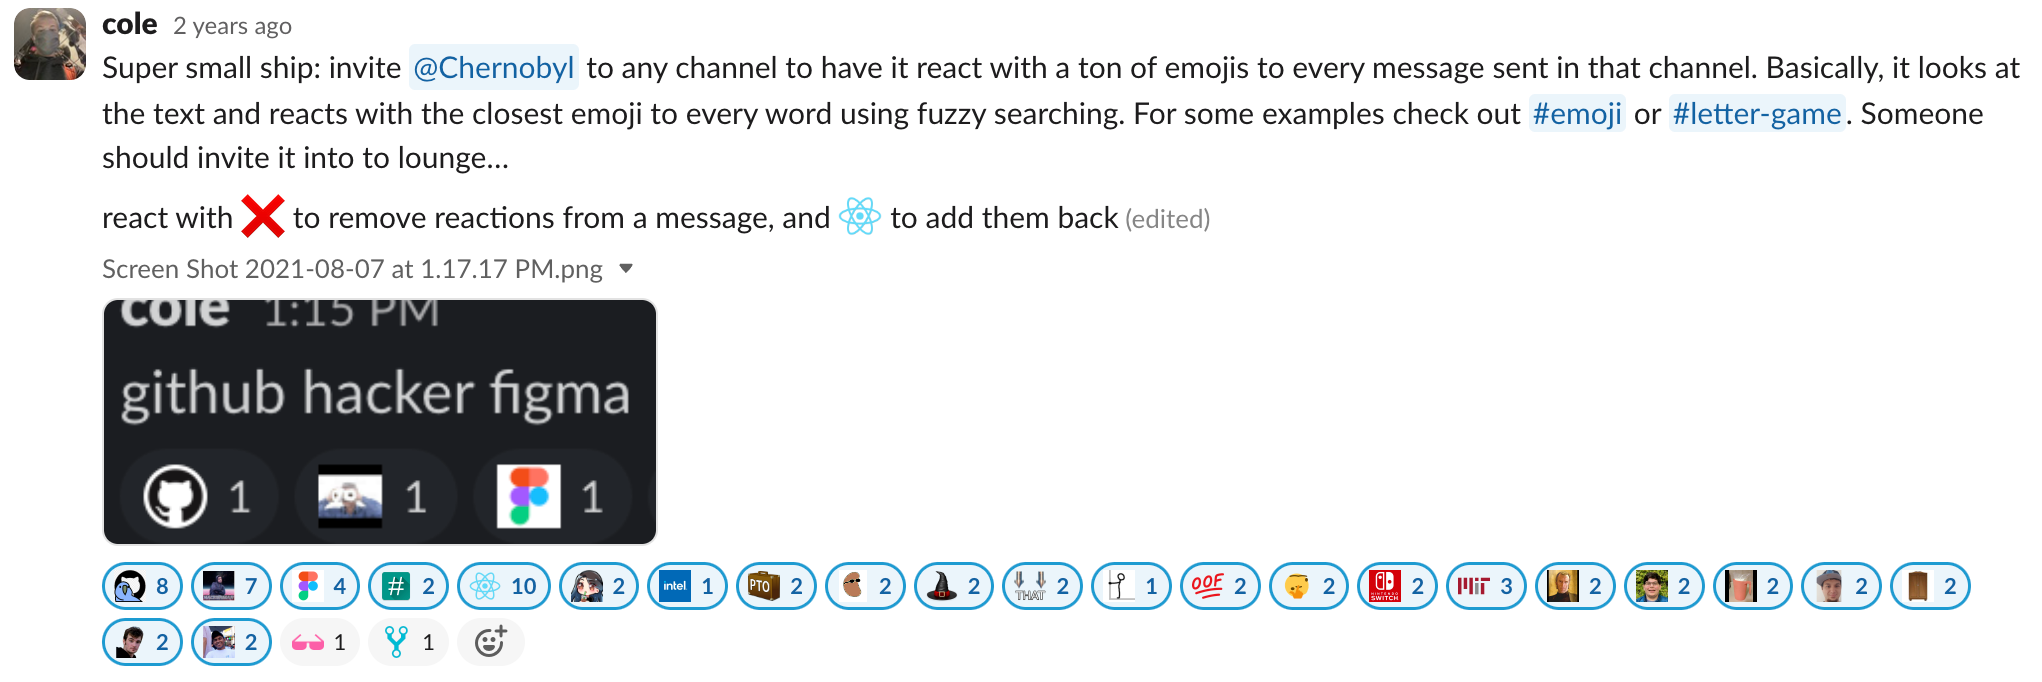 cole 2 years ago
Super small ship: invite @Chernobyl to any channel to have it react with a ton of emojis to every message sent in that channel. Basically, it looks at
the text and reacts with the closest emoji to every word using fuzzy searching. For some examples check out #emoji or #letter-game. Someone
should invite it into to lounge...
react with ❌ to remove reactions from a message, and to add them back (edited)
Screen Shot 2021-08-07 at 1.17.17 PM.png
cole 1:15 PM
github hacker figma
1 1 1
8 7 4 # 2 10 2 intel 1 PTO 2 2 2 THAT 2 1 OOF 2 2 NINTENDO SWITCH 2 MIT 3 2 2 2 2 2
2 2 1 1